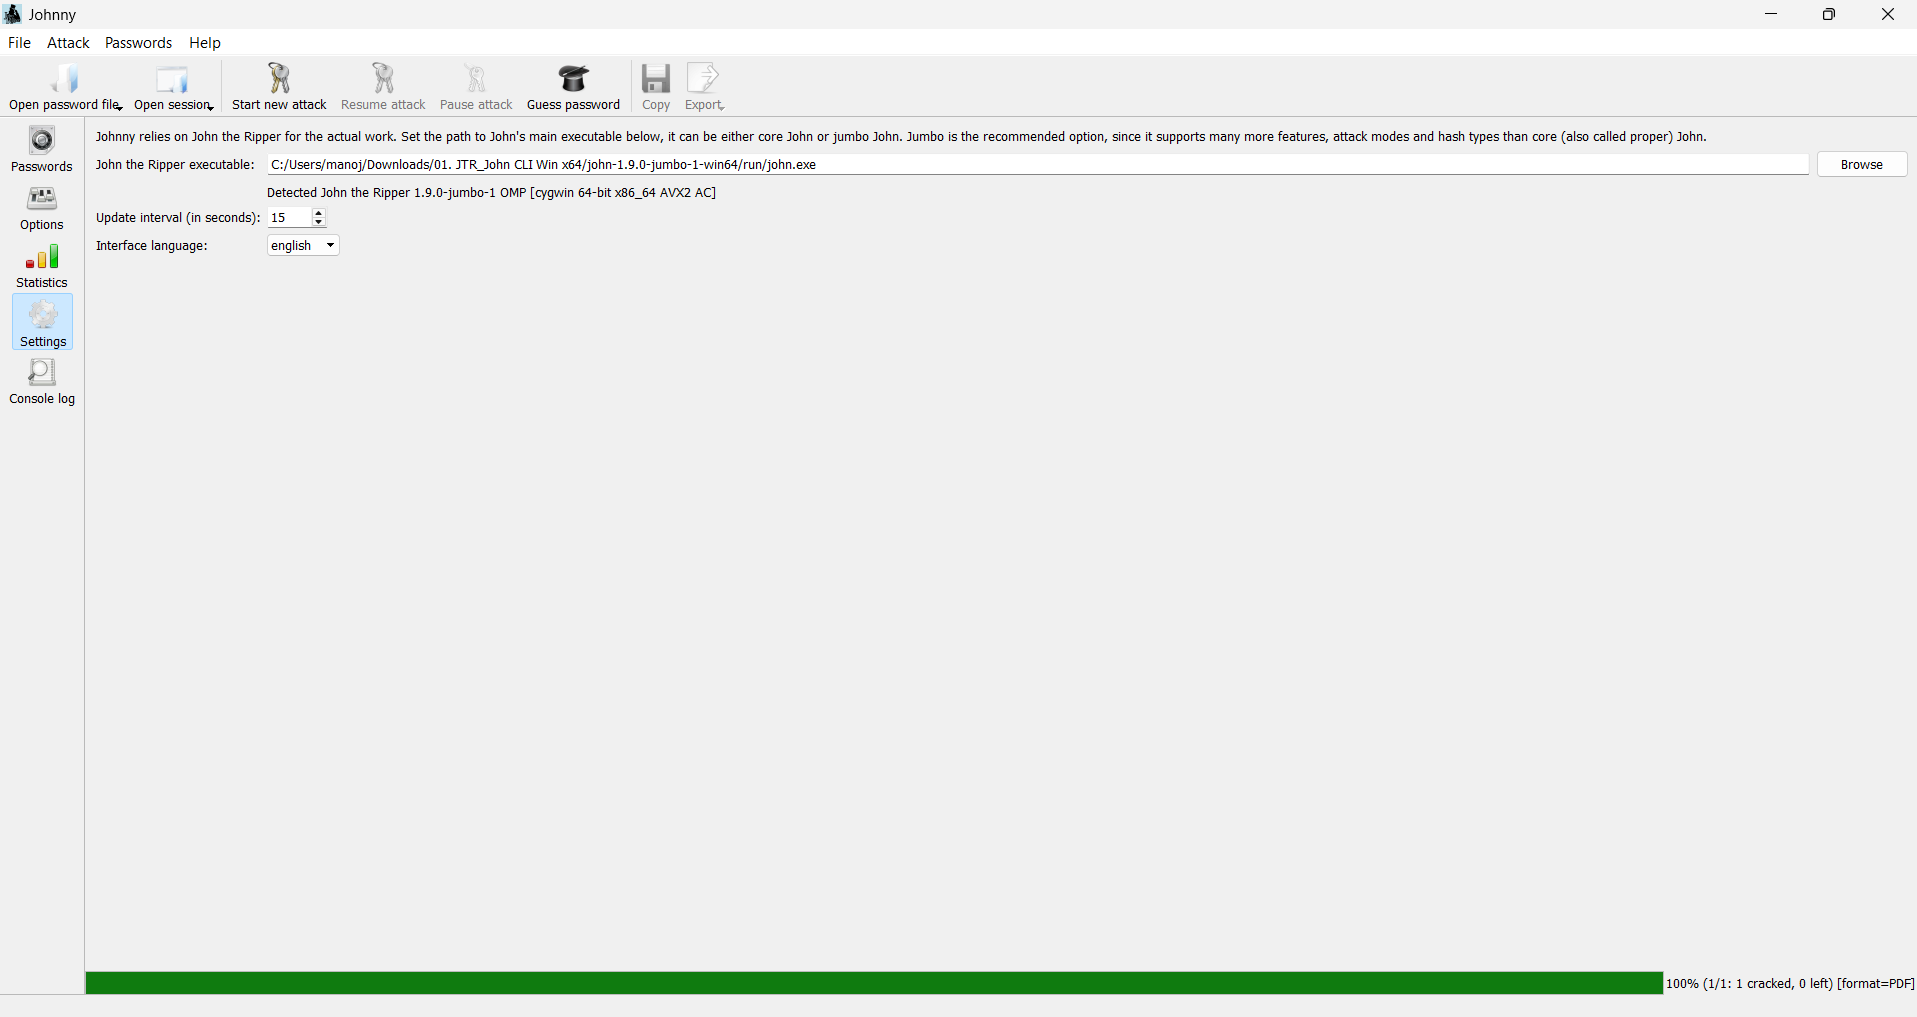 Johnny
File Attack Passwords Help
Open password file Open session Start new attack Resume attack Pause attack Guess password Copy Export
Passwords
Options
Statistics
Settings
Console log
Johnny relies on John the Ripper for the actual work. Set the path to John's main executable below, it can be either core John or jumbo John. Jumbo is the recommended option, since it supports many more features, attack modes and hash types than core (also called proper) John.
John the Ripper executable: C:/Users/manoj/Downloads/01. JTR_John CLI Win x64/john-1.9.0-jumbo-1-win64/run/john.exe Browse
Detected John the Ripper 1.9.0-jumbo-1 OMP [cygwin 64-bit x86_64 AVX2 AC]
Update interval (in seconds): 15
Interface language: english
100% (1/1: 1 cracked, 0 left) [format=PDF]